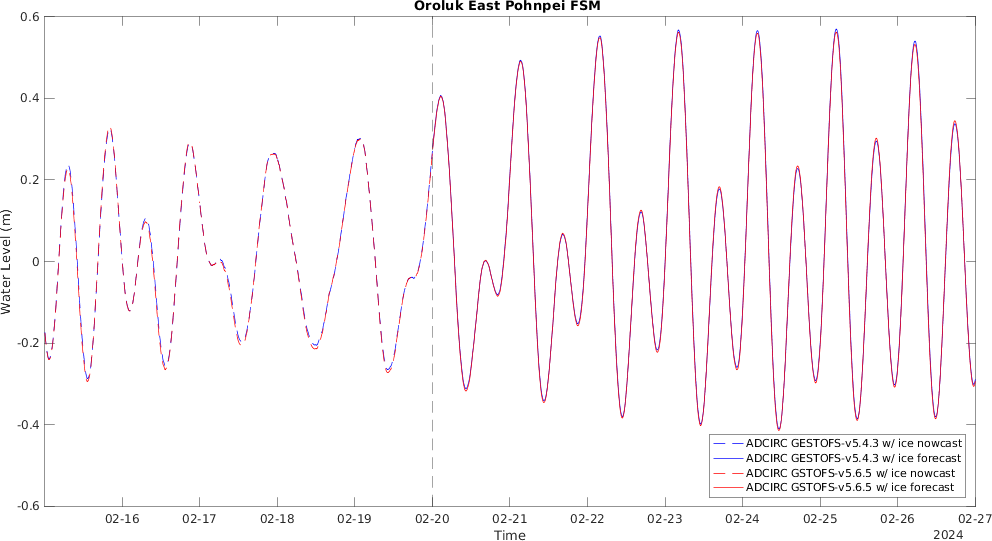 Oroluk East Pohnpei FSM
0.6
0.4
0.2
0
-0.2
-0.4
-0.6
Water Level (m)
02-16 02-17 02-18 02-19 02-20 02-21 02-22 02-23 02-24 02-25 02-26 02-27
Time
2024
ADCIRC GESTOFS-v5.4.3 w/ ice nowcast
ADCIRC GESTOFS-v5.4.3 w/ ice forecast
ADCIRC GSTOFS-v5.6.5 w/ ice nowcast
ADCIRC GSTOFS-v5.6.5 w/ ice forecast